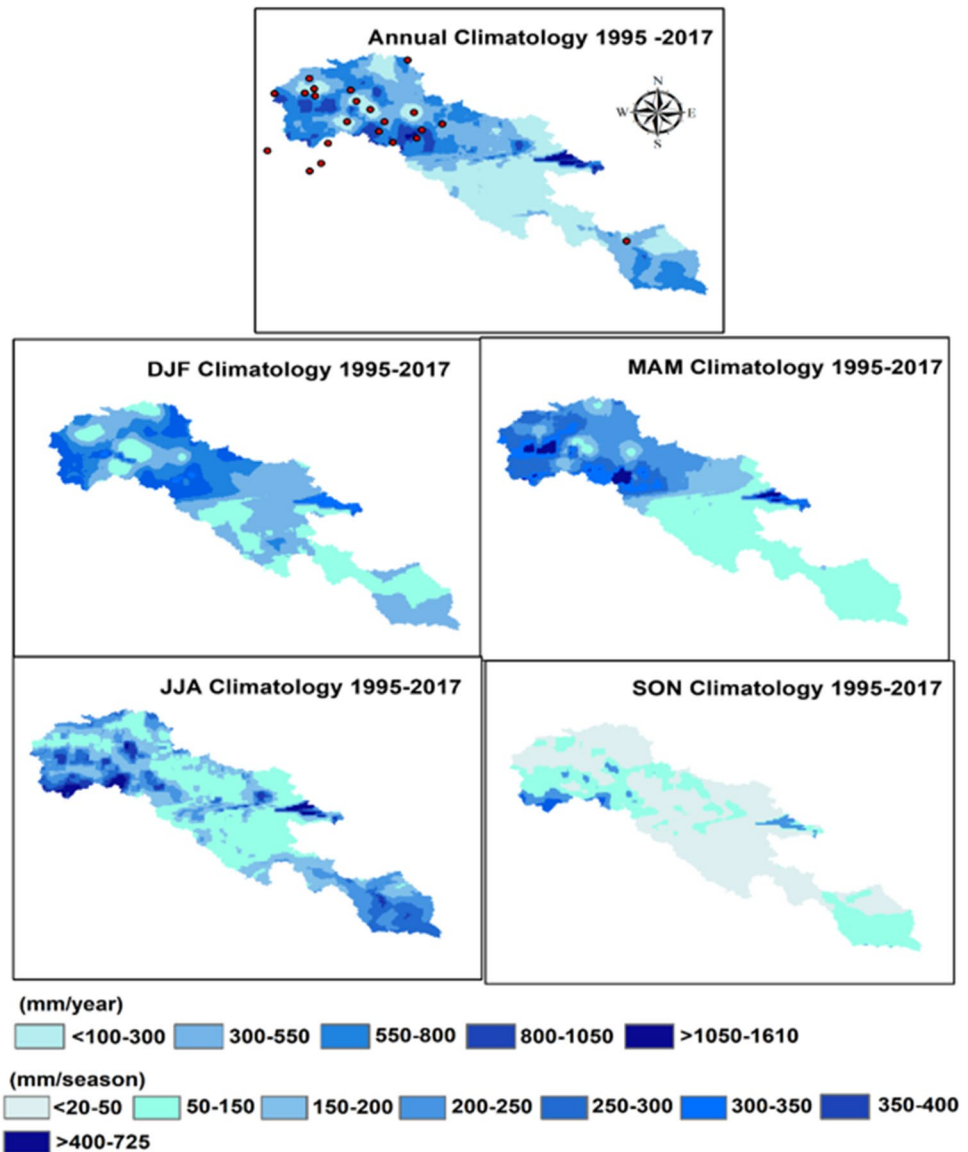 Annual Climatology 1995 -2017
N
W E
S
DJF Climatology 1995-2017
MAM Climatology 1995-2017
JJA Climatology 1995-2017
SON Climatology 1995-2017
(mm/year)
<100-300 300-550 550-800 800-1050 >1050-1610
(mm/season)
<20-50 50-150 150-200 200-250 250-300 300-350 350-400
>400-725